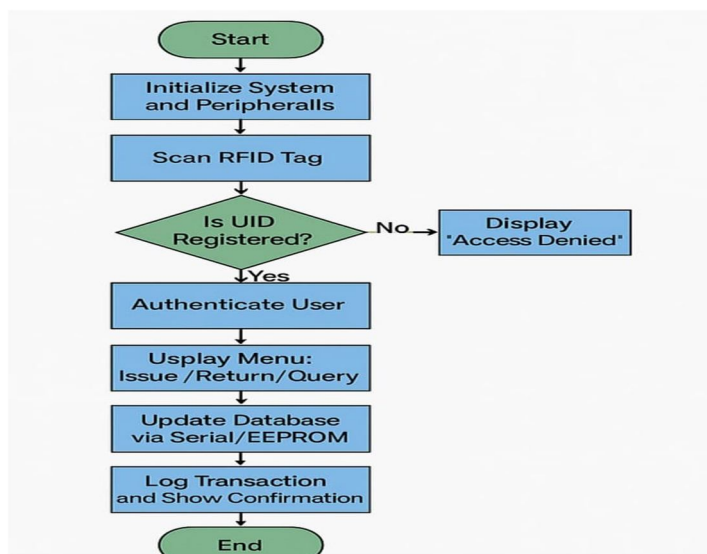 Start
Initialize System
and Peripheralls
Scan RFID Tag
Is UID
Registered?
No
Display
"Access Denied"
Yes
Authenticate User
Usplay Menu:
Issue/Return/Query
Update Database
via Serial/EEPROM
Log Transaction
and Show Confirmation
End